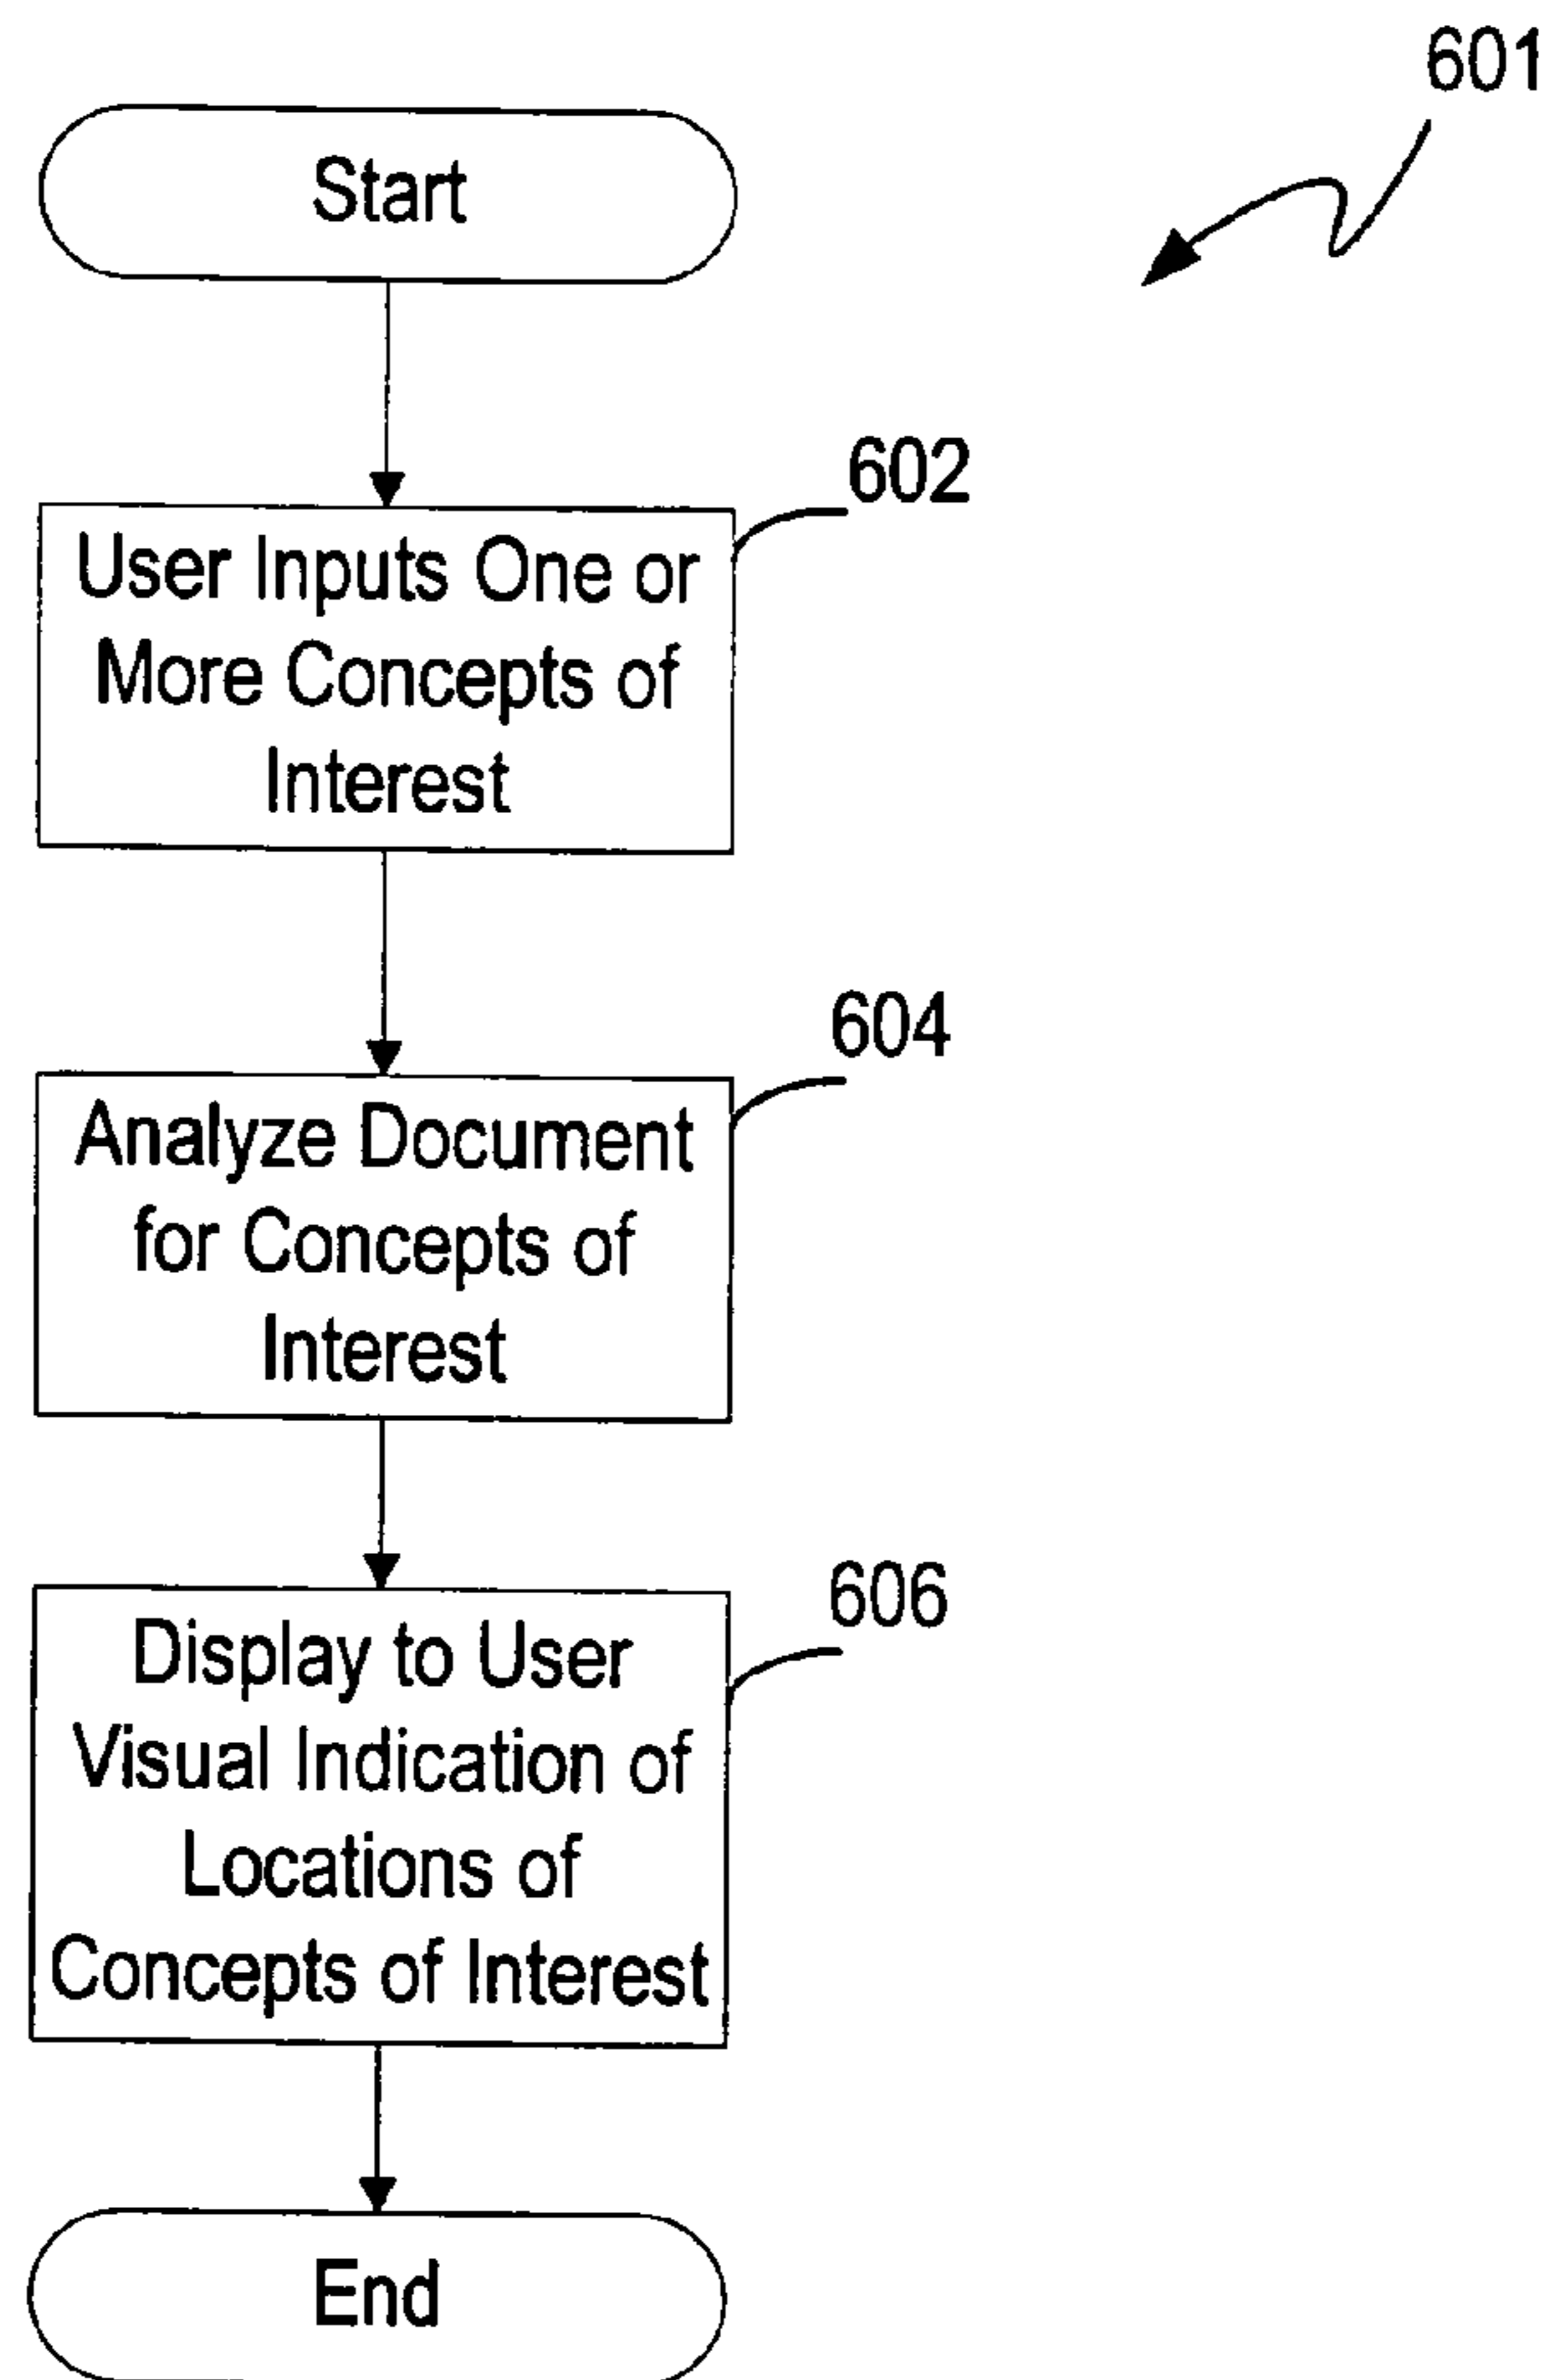 601
Start
602
User Inputs One or
More Concepts of
Interest
604
Analyze Document
for Concepts of
Interest
606
Display to User
Visual Indication of
Locations of
Concepts of Interest
End